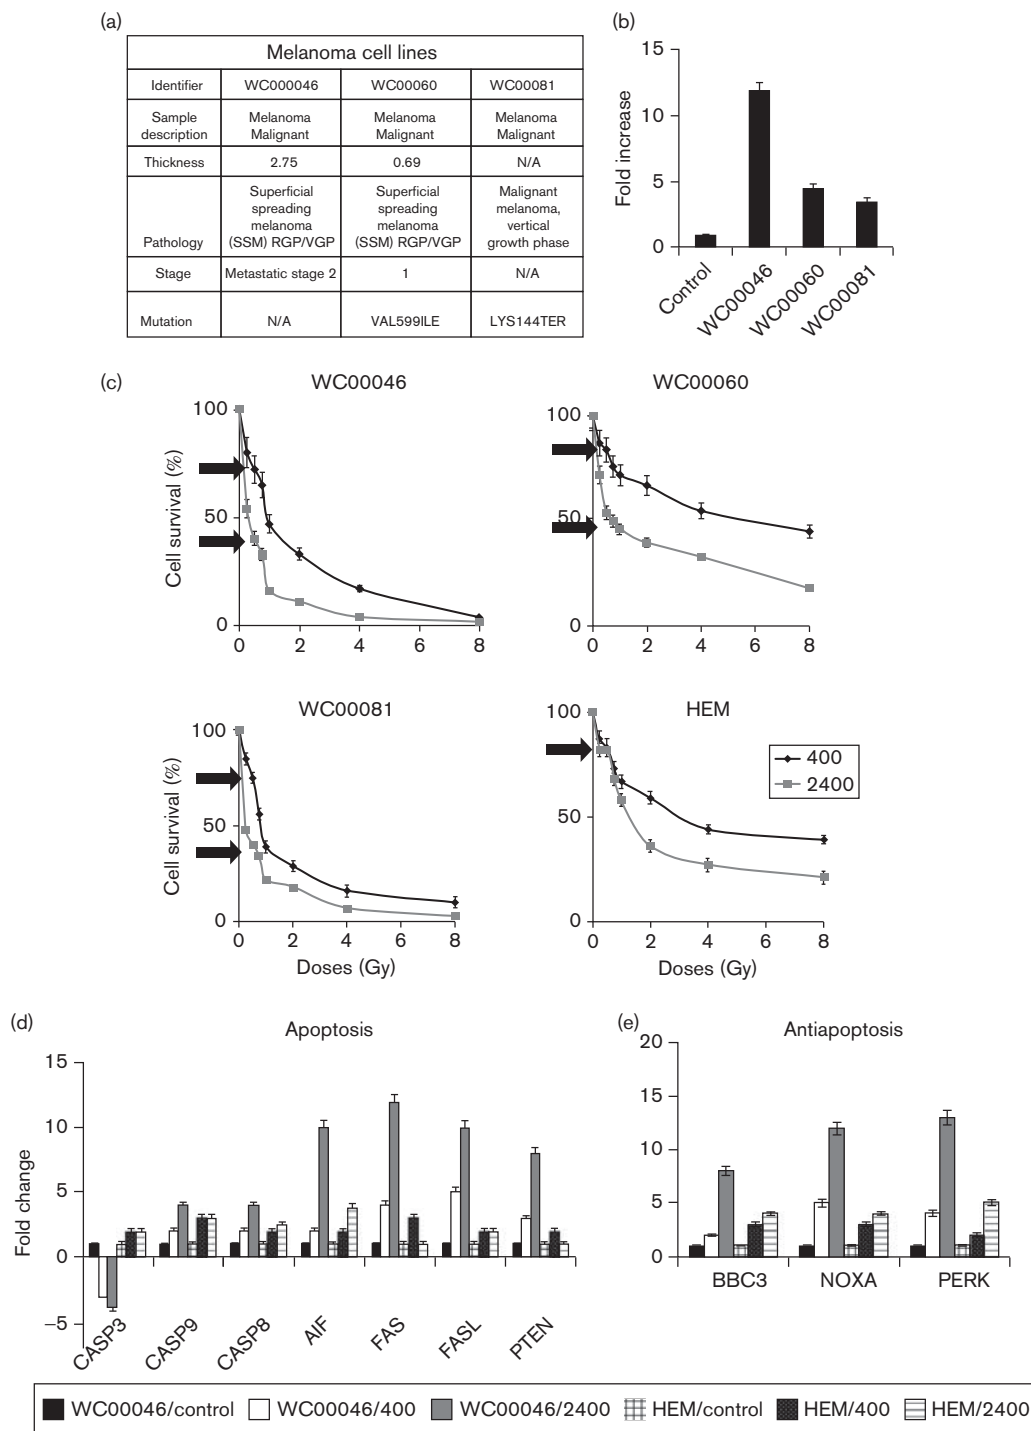 (a)
Melanoma cell lines
Identifier WC000046 WC00060 WC00081
Sample description Melanoma Malignant Melanoma Malignant Melanoma Malignant
Thickness 2.75 0.69 N/A
Pathology Superficial spreading melanoma (SSM) RGP/VGP Superficial spreading melanoma (SSM) RGP/VGP Malignant melanoma, vertical growth phase
Stage Metastatic stage 2 1 N/A
Mutation N/A VAL599ILE LYS144TER
(b)
Fold increase
15
10
5
0
Control WC00046 WC00060 WC00081
(c)
WC00046
Cell survival (%)
100
50
0
0 2 4 6 8
WC00060
100
50
0
0 2 4 6 8
WC00081
Cell survival (%)
100
50
0
0 2 4 6 8
Doses (Gy)
HEM
100
50
0
0 2 4 6 8
Doses (Gy)
400
2400
(d)
Apoptosis
Fold change
15
10
5
0
−5
CASP3 CASP9 CASP8 AIF FAS FASL PTEN
(e)
Antiapoptosis
20
15
10
5
0
BBC3 NOXA PERK
WC00046/control WC00046/400 WC00046/2400 HEM/control HEM/400 HEM/2400